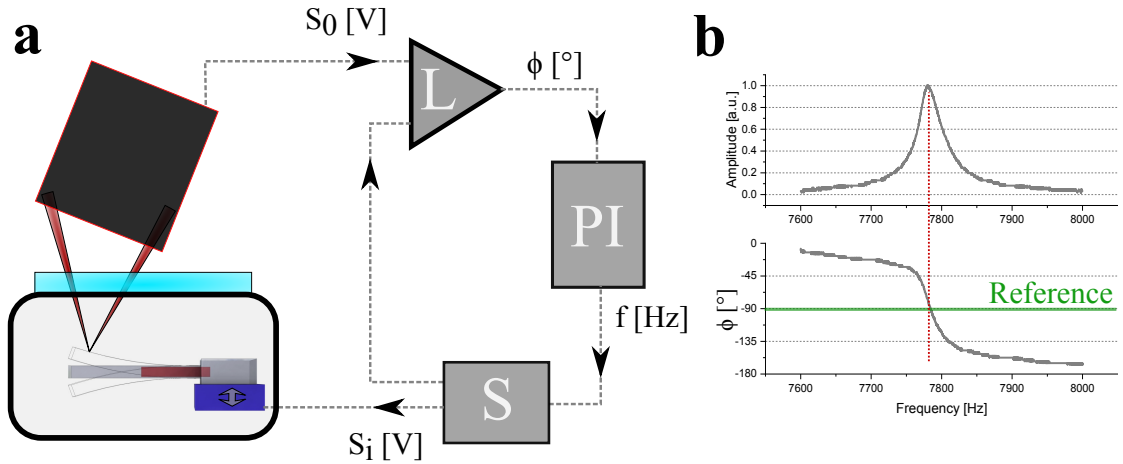 a
S0 [V]
L
ϕ [°]
PI
f [Hz]
S
Si [V]
b
Amplitude [a.u.]
1.0
0.8
0.6
0.4
0.2
0.0
7600
7700
7800
7900
8000
ϕ [°]
0
-45
-90
-135
-180
Reference
7600
7700
7800
7900
8000
Frequency [Hz]